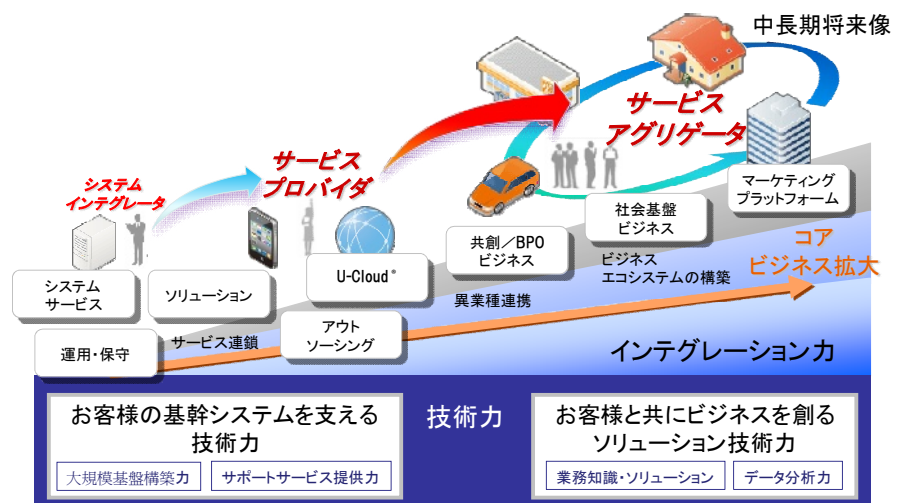 中長期将来像
サービス
アグリゲータ
サービス
プロバイダ
システム
インテグレータ
マーケティング
プラットフォーム
社会基盤
ビジネス
共創／BPO
ビジネス
U-Cloud®
ソリューション
システム
サービス
コア
ビジネス拡大
ビジネス
エコシステムの構築
異業種連携
アウト
ソーシング
サービス連鎖
運用・保守
インテグレーション力
お客様の基幹システムを支える
技術力
大規模基盤構築力
サポートサービス提供力
技術力
お客様と共にビジネスを創る
ソリューション技術力
業務知識・ソリューション
データ分析力